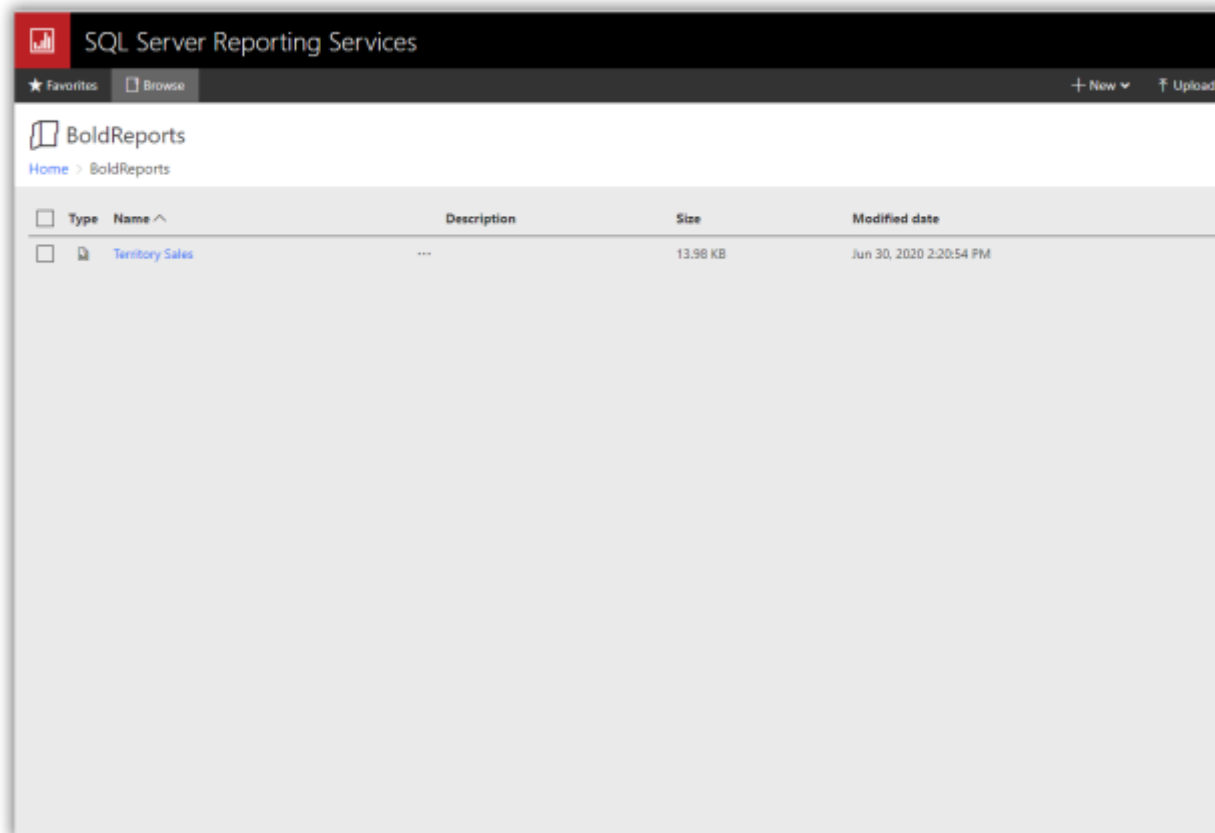 SQL Server Reporting Services
Favorites Browse New Upload
BoldReports
Home > BoldReports
Type Name Description Size Modified date
Territory Sales ... 13.98 KB Jun 30, 2020 2:20:54 PM